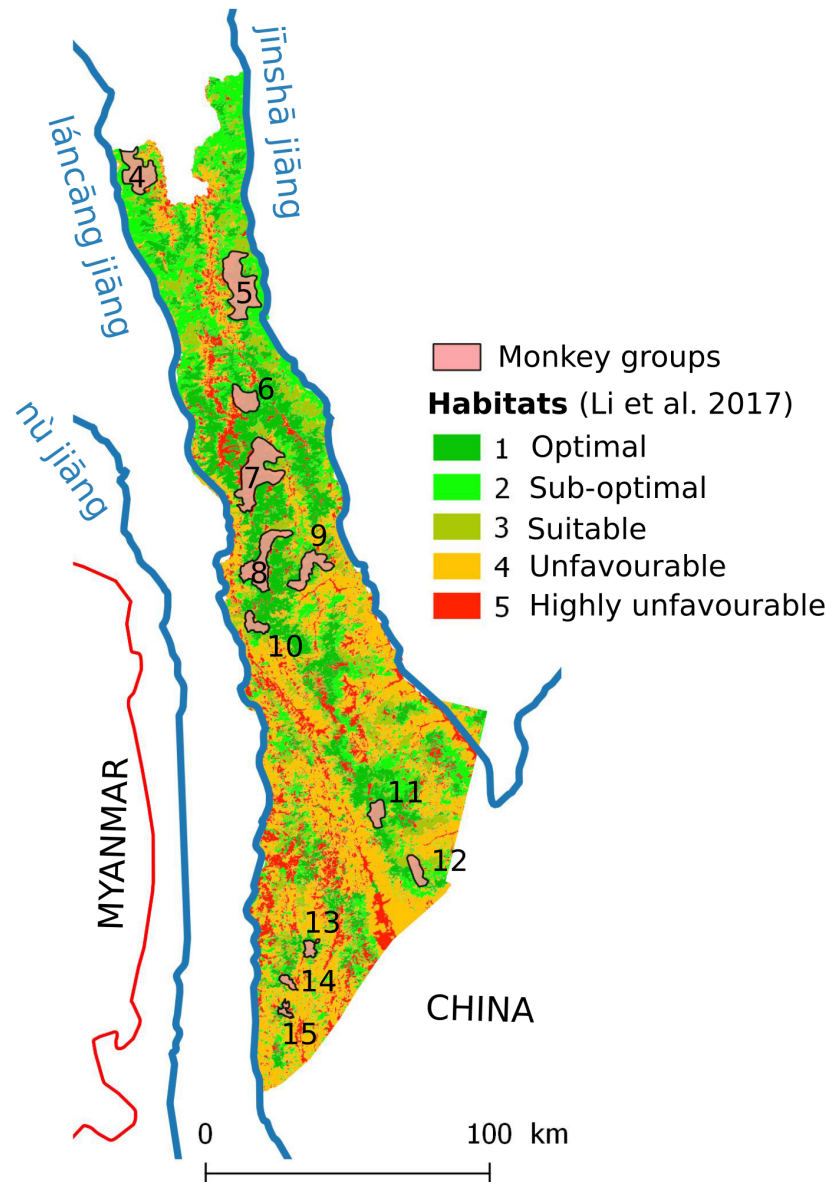 jīnshā jiāng
láncāng jiāng
4
5
Monkey groups
6
Habitats (Li et al. 2017)
nù jiāng
1 Optimal
7
2 Sub-optimal
3 Suitable
9
4 Unfavourable
8
5 Highly unfavourable
10
MYANMAR
11
12
13
14
CHINA
15
0 100 km